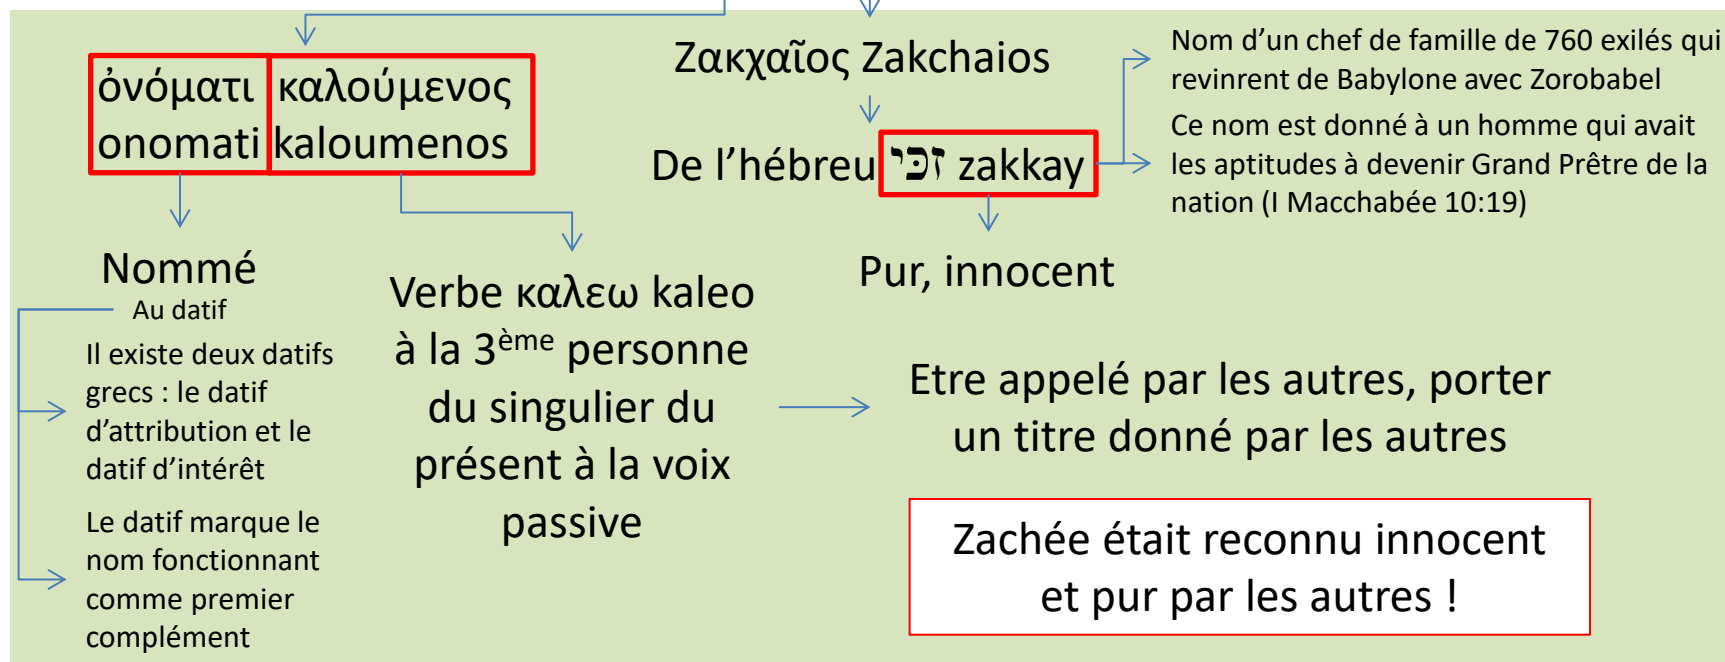 ὀνόματι καλούμενος
onomati kaloumenos
Nommé
Au datif
Il existe deux datifs
grecs : le datif
d’attribution et le
datif d’intérêt
Le datif marque le
nom fonctionnant
comme premier
complément
Verbe καλεω kaleo
à la 3ème personne
du singulier du
présent à la voix
passive
Ζακχαῖος Zakchaios
De l’hébreu זכּי zakkay
Pur, innocent
Nom d’un chef de famille de 760 exilés qui
revinrent de Babylone avec Zorobabel
Ce nom est donné à un homme qui avait
les aptitudes à devenir Grand Prêtre de la
nation (I Macchabée 10:19)
Etre appelé par les autres, porter
un titre donné par les autres
Zachée était reconnu innocent
et pur par les autres !